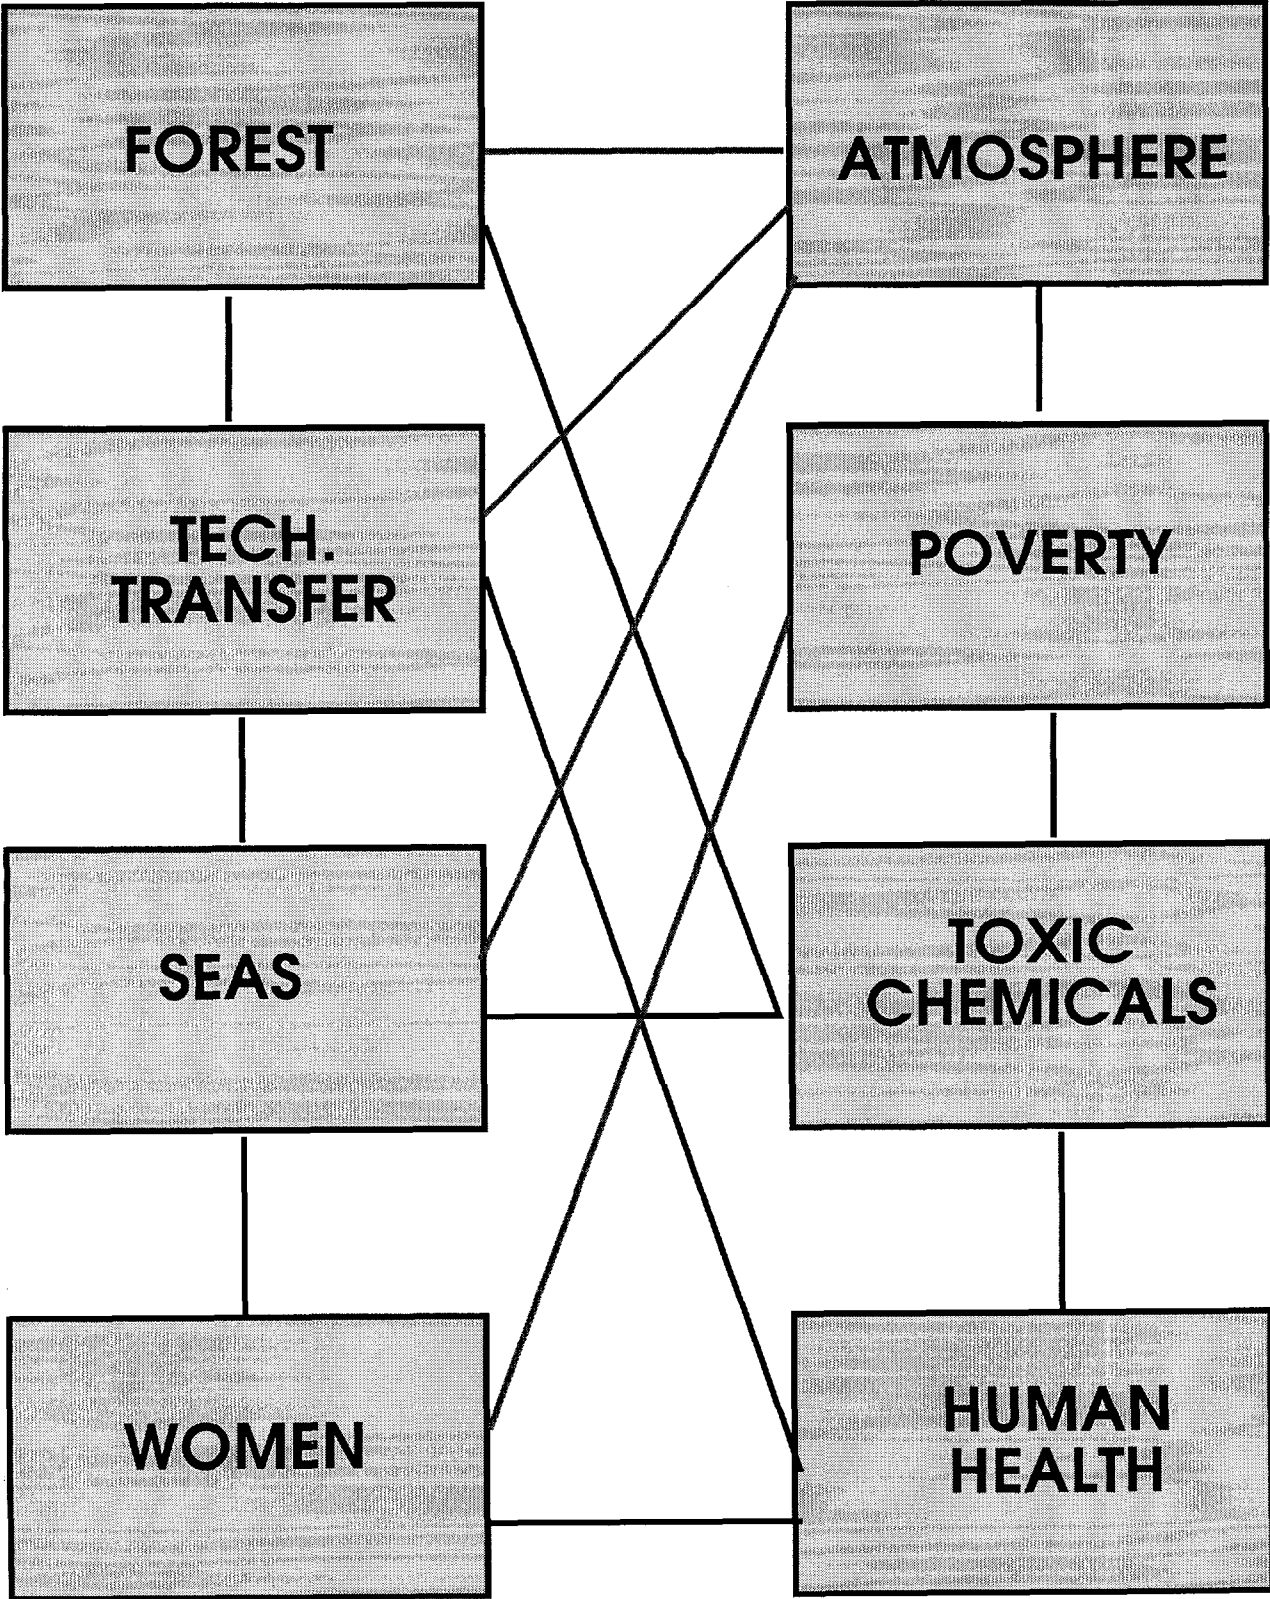 FOREST
ATMOSPHERE
TECH.
TRANSFER
POVERTY
SEAS
TOXIC
CHEMICALS
WOMEN
HUMAN
HEALTH